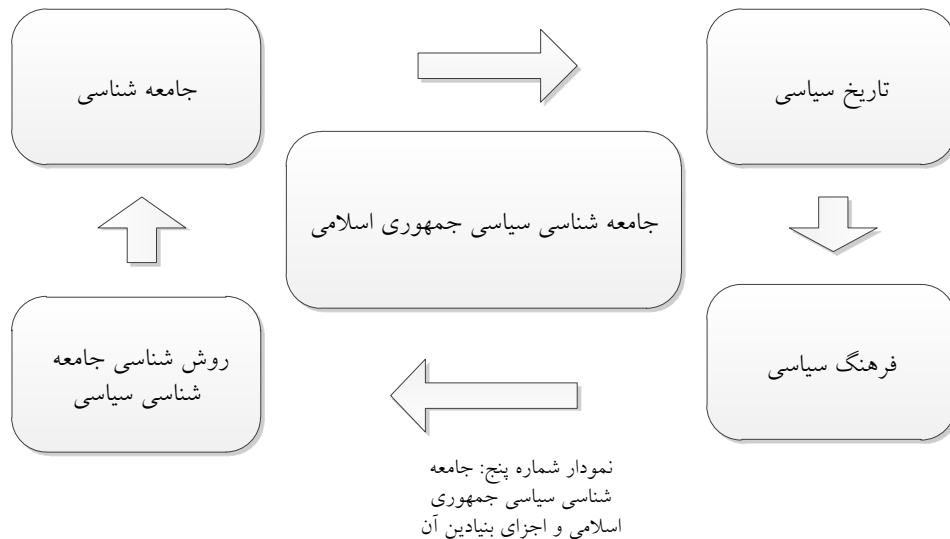 تاریخ سیاسی
جامعه شناسی
جامعه شناسی سیاسی جمهوری اسلامی
فرهنگ سیاسی
روش شناسی جامعه
شناسی سیاسی
نمودار شماره پنج: جامعه
شناسی سیاسی جمهوری
اسلامی و اجزای بنیادین آن